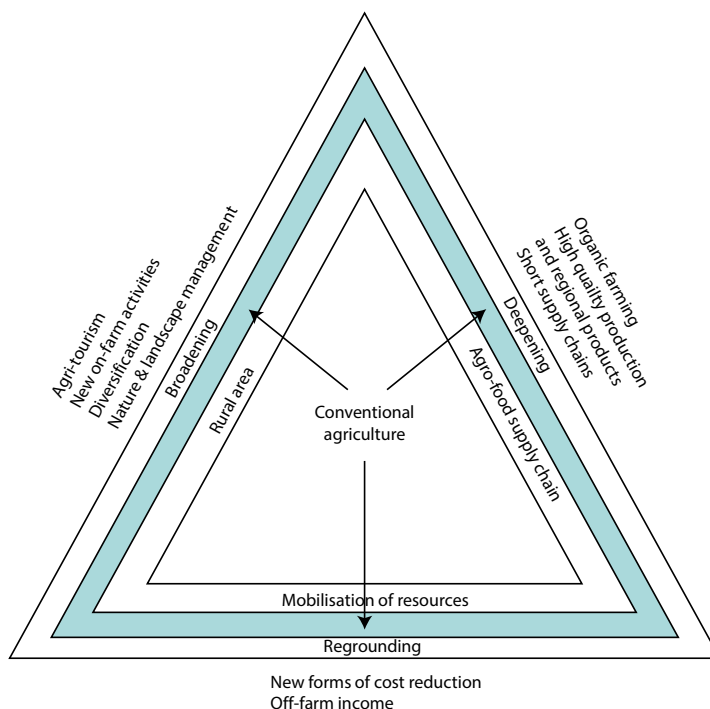 Agri-tourism
New on-farm activities
Diversification
Nature & landscape management
Broadening
Rural area
Organic farming
High quality production
and regional products
Short supply chains
Deepening
Agro-food supply chain
Conventional
agriculture
Mobilisation of resources
Regrounding
New forms of cost reduction
Off-farm income